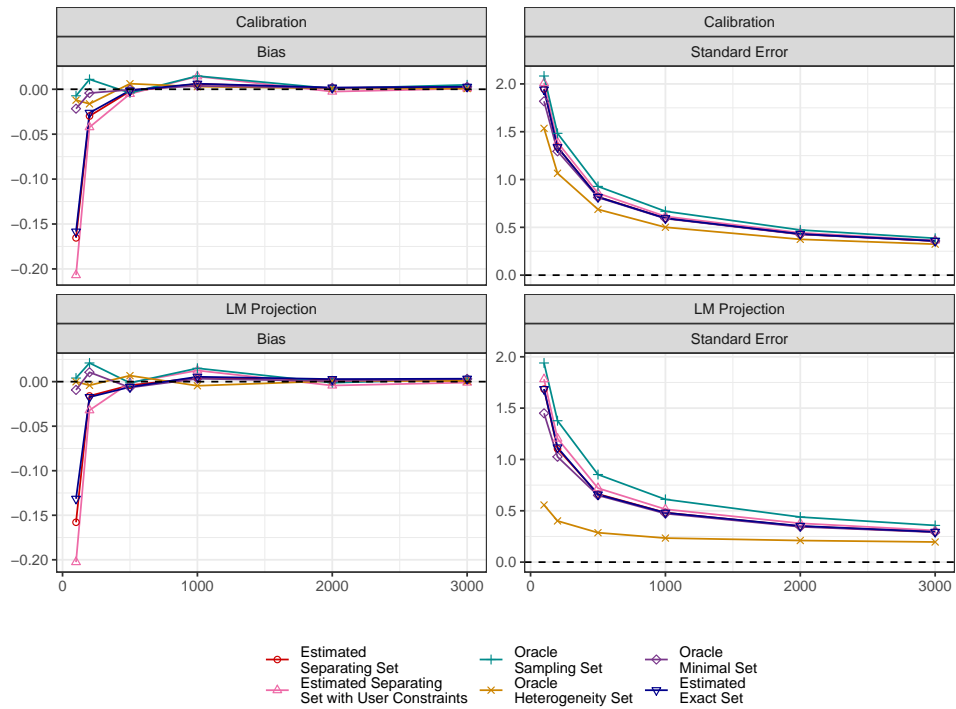 Calibration
Calibration
Bias
Standard Error
0.00
−0.05
−0.10
−0.15
−0.20
2.0
1.5
1.0
0.5
0.0
LM Projection
LM Projection
Bias
Standard Error
0.00
−0.05
−0.10
−0.15
−0.20
2.0
1.5
1.0
0.5
0.0
0 1000 2000 3000
0 1000 2000 3000
Estimated
Separating Set
Oracle
Sampling Set
Oracle
Minimal Set
Estimated Separating
Set with User Constraints
Oracle
Heterogeneity Set
Estimated
Exact Set